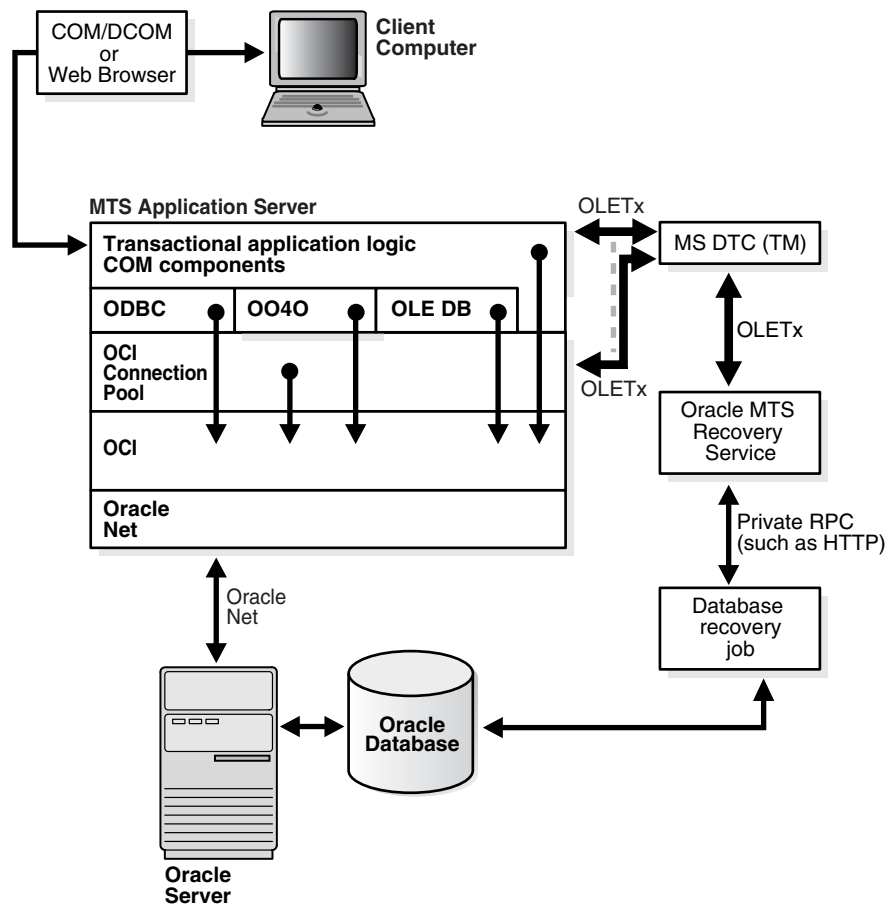 COM/DCOM
or
Web Browser
Client
Computer
MTS Application Server
Transactional application logic
COM components
ODBC
OO4O
OLE DB
OCI
Connection
Pool
OCI
Oracle
Net
OLETx
MS DTC (TM)
OLETx
OLETx
Oracle MTS
Recovery
Service
Private RPC
(such as HTTP)
Database
recovery
job
Oracle
Net
Oracle
Database
Oracle
Server